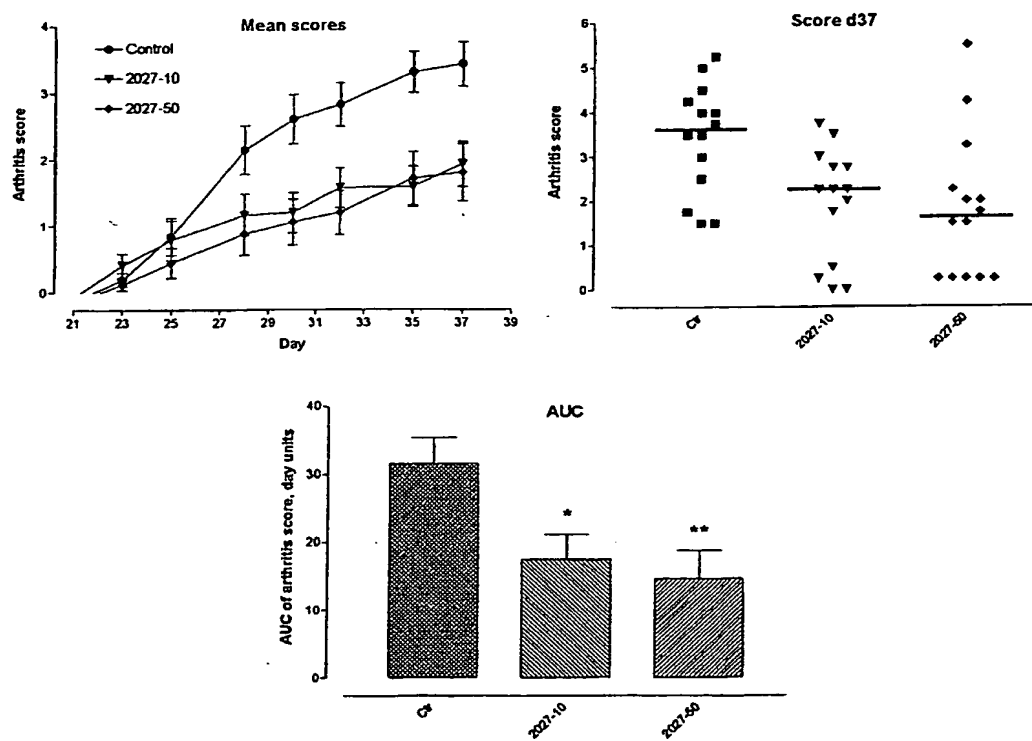 Mean scores
Arthritis score
4
3
2
1
0
Control
2027-10
2027-50
21 23 25 27 29 31 33 35 37 39
Day
Score d37
Arthritis score
6
5
4
3
2
1
0
Ctr
2027-10
2027-50
AUC
AUC of arthritis score, day units
40
30
20
10
0
*
**
Ctr
2027-10
2027-50